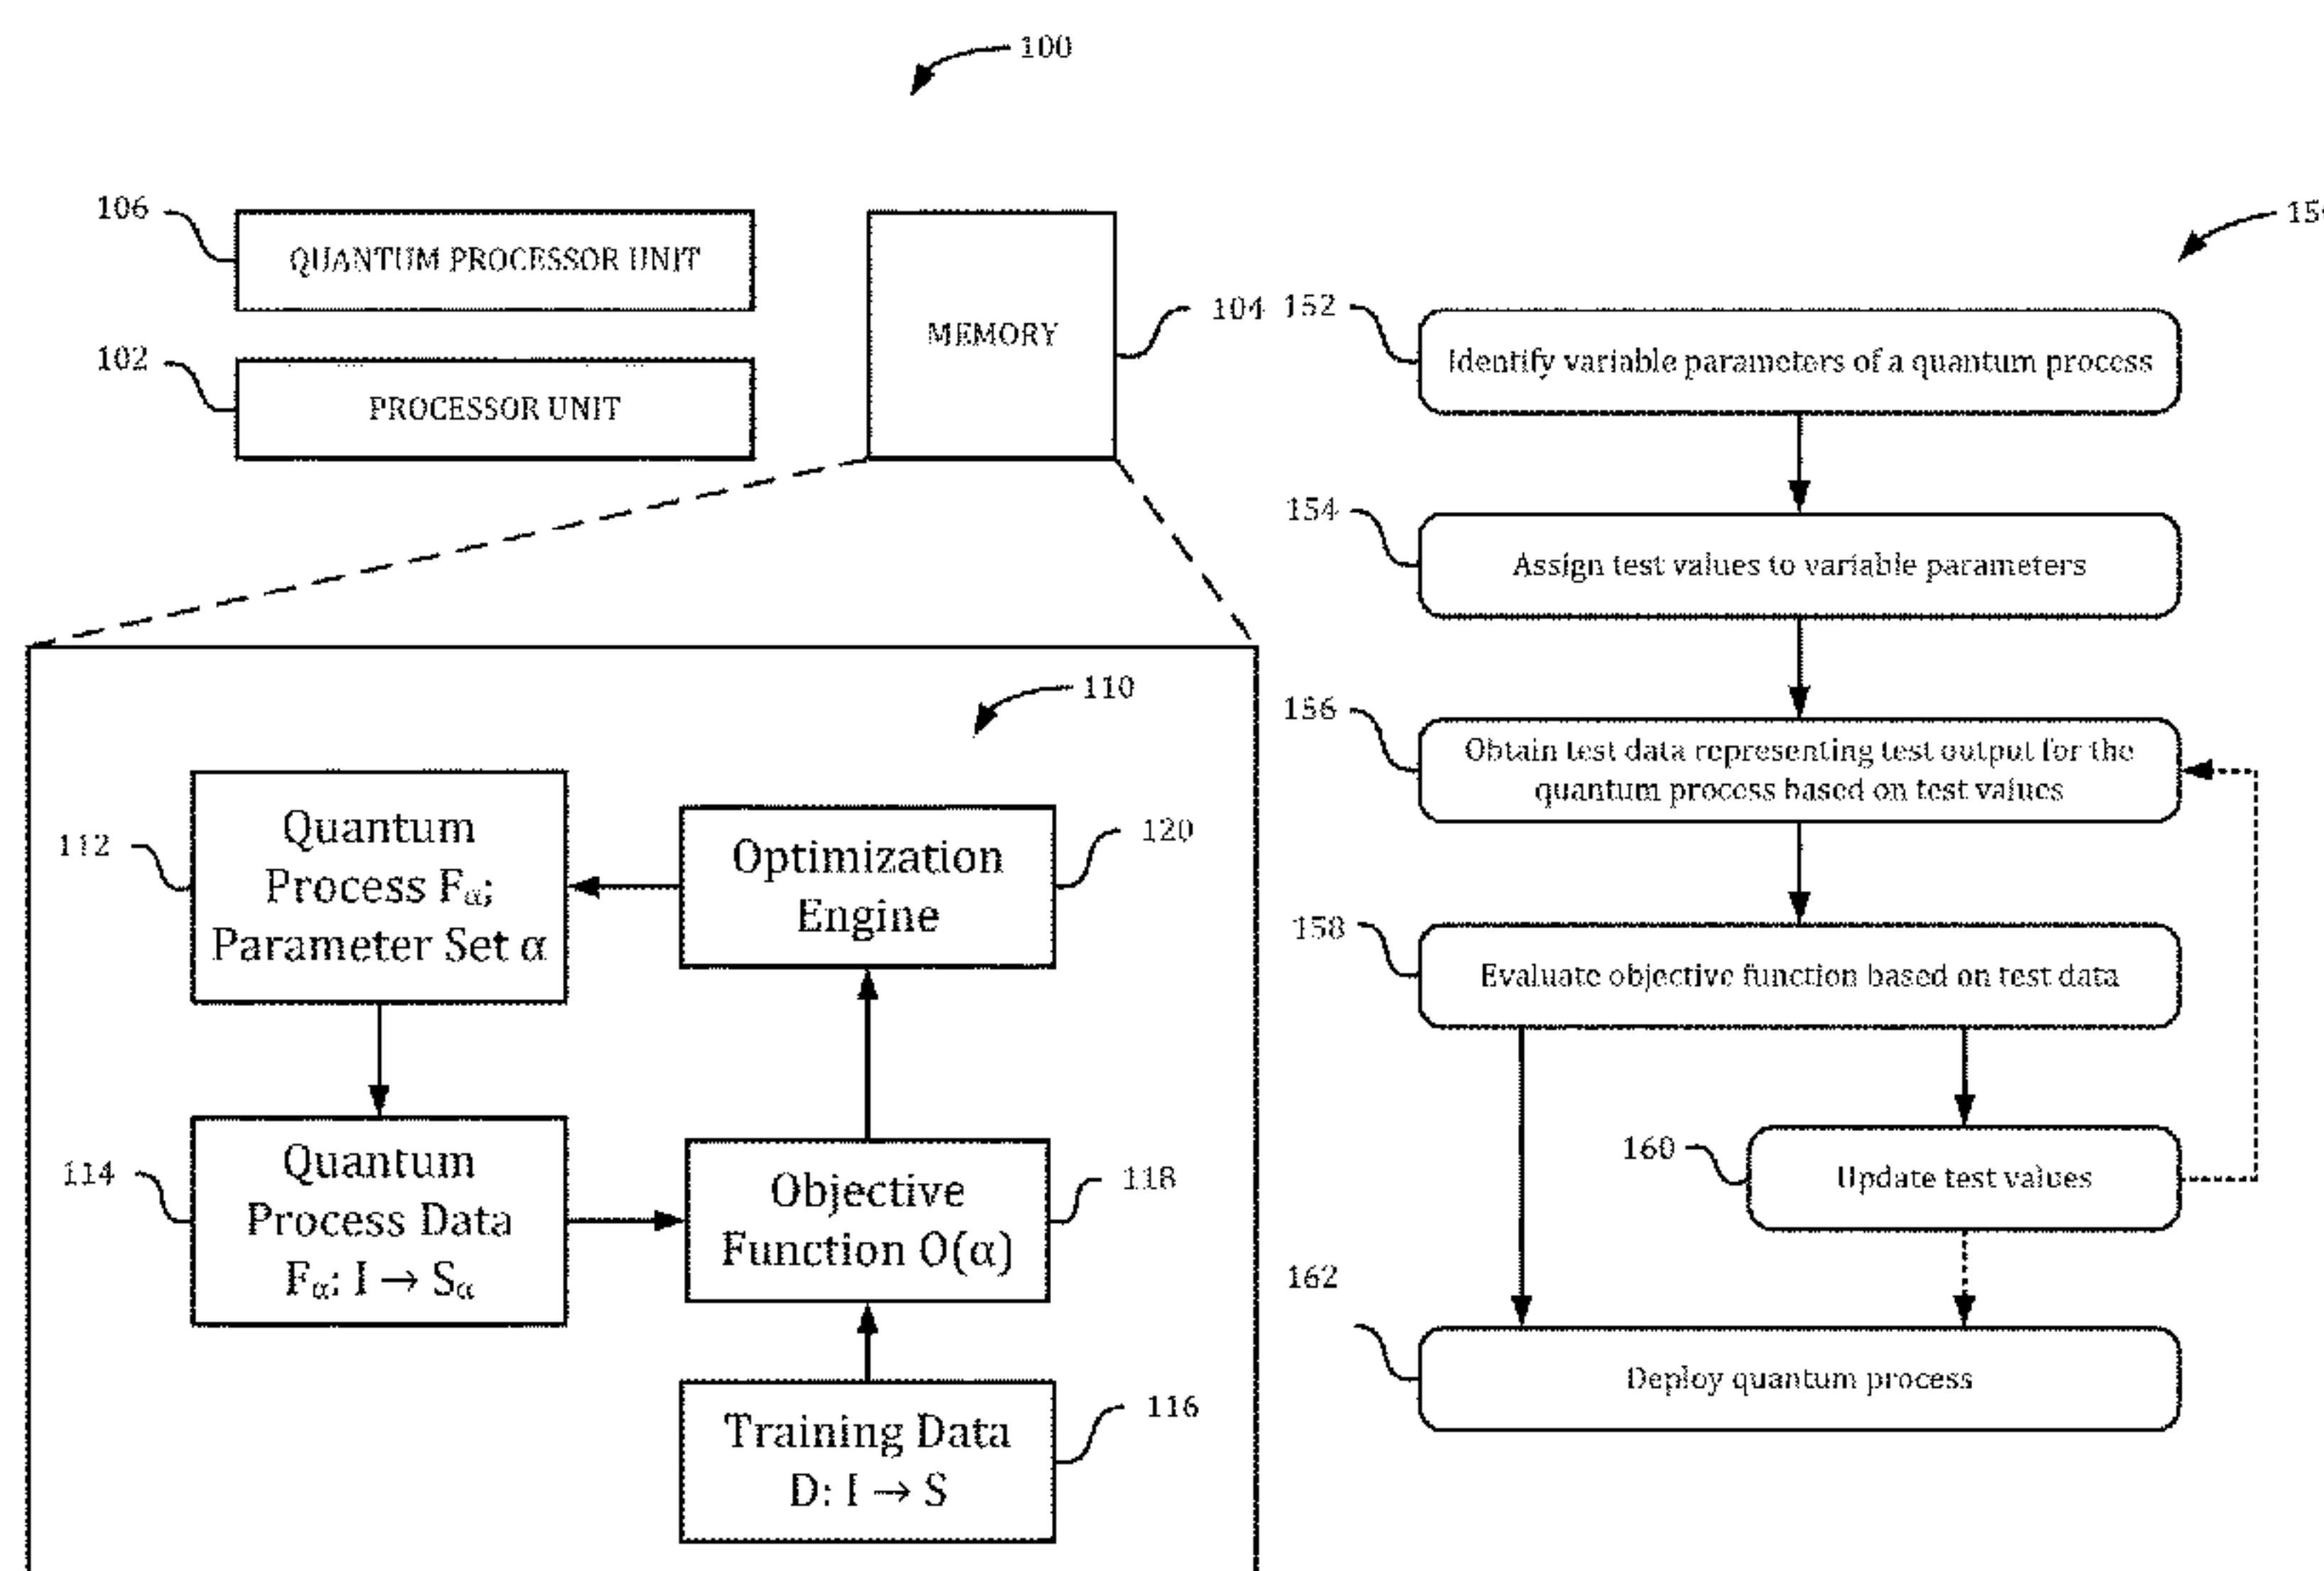 100
106
QUANTUM PROCESSOR UNIT
102
PROCESSOR UNIT
MEMORY
104
110
112
Quantum
Process Fα;
Parameter Set α
120
Optimization
Engine
114
Quantum
Process Data
Fα: I → Sα
118
Objective
Function O(α)
116
Training Data
D: I → S
152
Identify variable parameters of a quantum process
154
Assign test values to variable parameters
156
Obtain test data representing test output for the
quantum process based on test values
158
Evaluate objective function based on test data
160
Update test values
162
Deploy quantum process